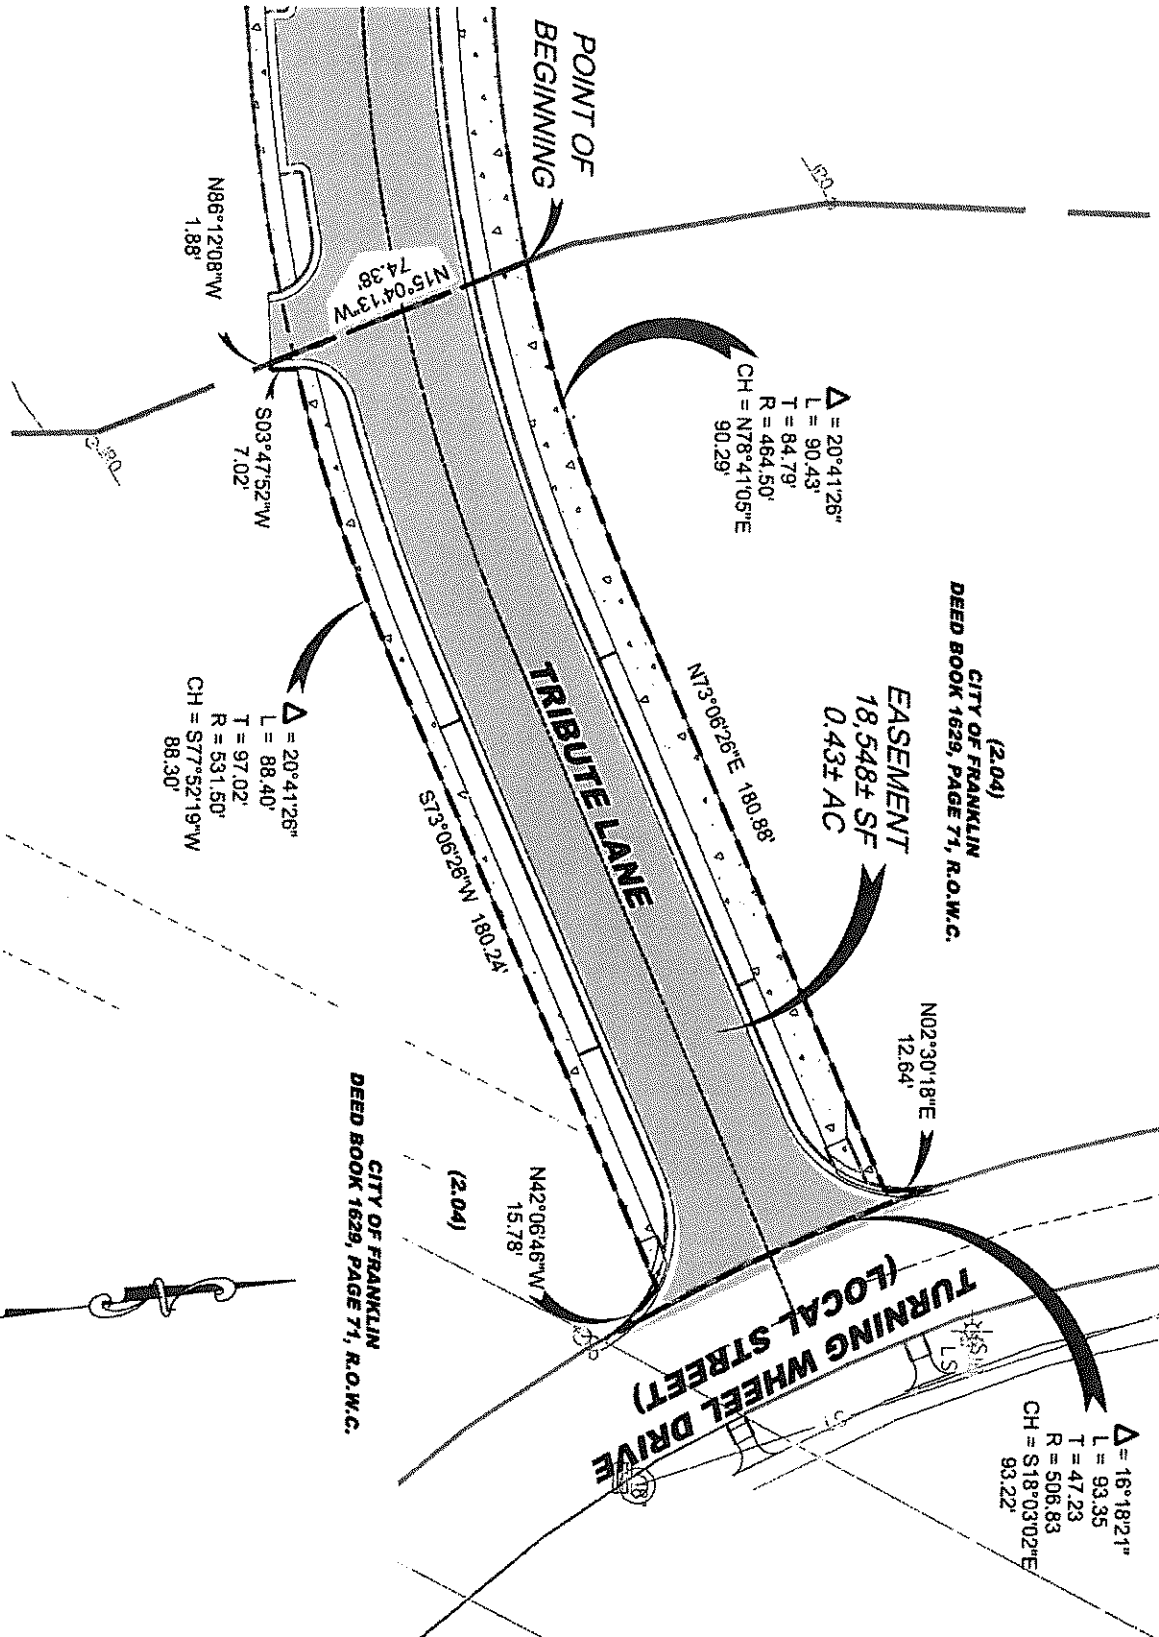 POINT OF
BEGINNING
N86°12'08"W
1.88'
N15°04'13"W
74.38'
S03°47'52"W
7.02'
Δ = 20°41'26"
L = 90.43'
T = 84.79'
R = 464.50'
CH = N78°41'05"E
90.29'
(2.04)
CITY OF FRANKLIN
DEED BOOK 1629, PAGE 71, R.O.W.C.
EASEMENT
18,548± SF
0.43± AC
N73°06'26"E 180.88'
TRIBUTE LANE
S73°06'26"W 180.24'
Δ = 20°41'26"
L = 88.40'
T = 97.02'
R = 531.50'
CH = S77°52'19"W
88.30'
N02°30'18"E
12.64'
N42°06'46"W
15.78'
(2.04)
CITY OF FRANKLIN
DEED BOOK 1629, PAGE 71, R.O.W.C.
TURNING WHEEL DRIVE
(LOCAL STREET)
LS
Δ = 16°18'21"
L = 93.35
T = 47.23
R = 506.83
CH = S18°03'02"E
93.22'